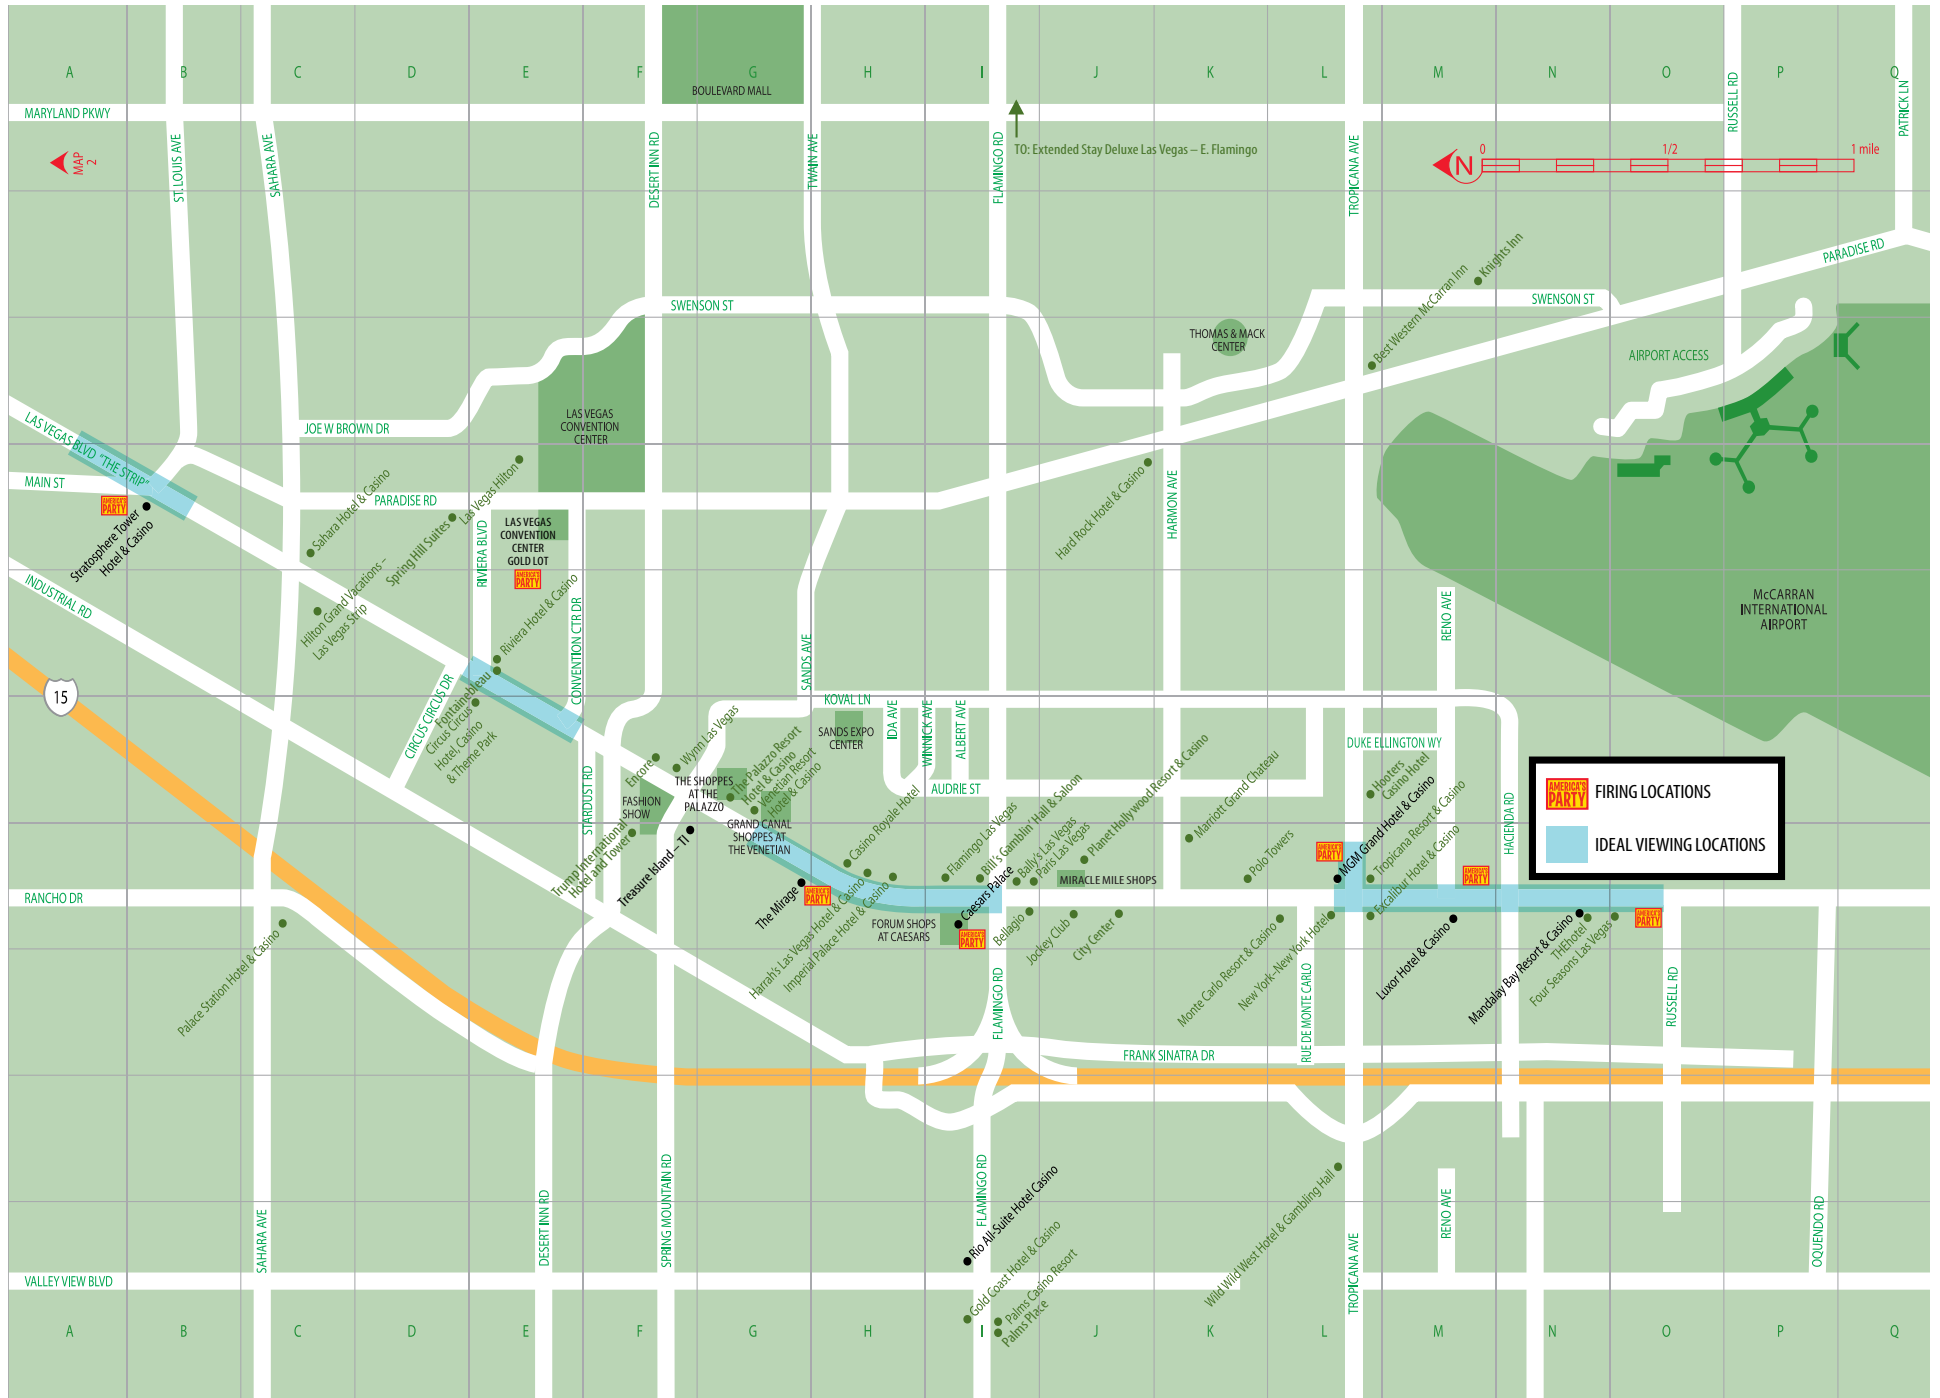 A
B
C
D
E
F
G
H
I
J
K
L
M
N
O
P
Q
BOULEVARD MALL
MARYLAND PKWY
MAP
2
ST. LOUIS AVE
SAHARA AVE
DESERT INN RD
TWAIN AVE
FLAMINGO RD
TROPICANA AVE
RUSSELL RD
PATRICK LN
TO: Extended Stay Deluxe Las Vegas – E. Flamingo
N
0
1/2
1 mile
PARADISE RD
SWENSON ST
SWENSON ST
Knights Inn
Best Western McCarran Inn
THOMAS & MACK
CENTER
AIRPORT ACCESS
LAS VEGAS BLVD "THE STRIP"
JOE W BROWN DR
LAS VEGAS
CONVENTION
CENTER
MAIN ST
PARADISE RD
AMERICA'S
PARTY
Stratosphere Tower
Hotel & Casino
Sahara Hotel & Casino
Spring Hill Suites
Las Vegas Hilton
Hard Rock Hotel & Casino
HARMON AVE
RIVIERA BLVD
LAS VEGAS
CONVENTION
CENTER
GOLD LOT
AMERICA'S
PARTY
INDUSTRIAL RD
Hilton Grand Vacations –
Las Vegas Strip
Riviera Hotel & Casino
CONVENTION CTR DR
SANDS AVE
RENO AVE
McCARRAN
INTERNATIONAL
AIRPORT
15
CIRCUS CIRCUS DR
Fontainebleau
Circus Circus
Hotel, Casino
& Theme Park
KOVAL LN
IDA AVE
WINNICK AVE
ALBERT AVE
SANDS EXPO
CENTER
DUKE ELLINGTON WY
Encore
Wynn Las Vegas
STARDUST RD
FASHION
SHOW
THE SHOPPES
AT THE
PALAZZO
The Palazzo Resort
Hotel & Casino
Venetian Resort
Hotel & Casino
GRAND CANAL
SHOPPES AT
THE VENETIAN
AUDRIE ST
Hooters
Casino Hotel
HACIENDA RD
AMERICA'S
PARTY
FIRING LOCATIONS
IDEAL VIEWING LOCATIONS
Trump International
Hotel and Tower
Treasure Island – TI
The Mirage
AMERICA'S
PARTY
Casino Royale Hotel
Harrah's Las Vegas Hotel & Casino
Imperial Palace Hotel & Casino
Flamingo Las Vegas
Bill's Gamblin' Hall & Saloon
Bally's Las Vegas
Paris Las Vegas
Planet Hollywood Resort & Casino
MIRACLE MILE SHOPS
Marriott Grand Chateau
Polo Towers
AMERICA'S
PARTY
MGM Grand Hotel & Casino
Tropicana Resort & Casino
Excalibur Hotel & Casino
AMERICA'S
PARTY
RANCHO DR
Palace Station Hotel & Casino
FORUM SHOPS
AT CAESARS
Caesars Palace
AMERICA'S
PARTY
Bellagio
Jockey Club
City Center
Monte Carlo Resort & Casino
New York–New York Hotel
RUE DE MONTE CARLO
Luxor Hotel & Casino
Mandalay Bay Resort & Casino
THEhotel
Four Seasons Las Vegas
AMERICA'S
PARTY
RUSSELL RD
FLAMINGO RD
FRANK SINATRA DR
SAHARA AVE
DESERT INN RD
SPRING MOUNTAIN RD
FLAMINGO RD
Rio All-Suite Hotel Casino
Gold Coast Hotel & Casino
Palms Casino Resort
Palms Place
Wild Wild West Hotel & Gambling Hall
TROPICANA AVE
RENO AVE
OQUENDO RD
VALLEY VIEW BLVD
A
B
C
D
E
F
G
H
I
J
K
L
M
N
O
P
Q